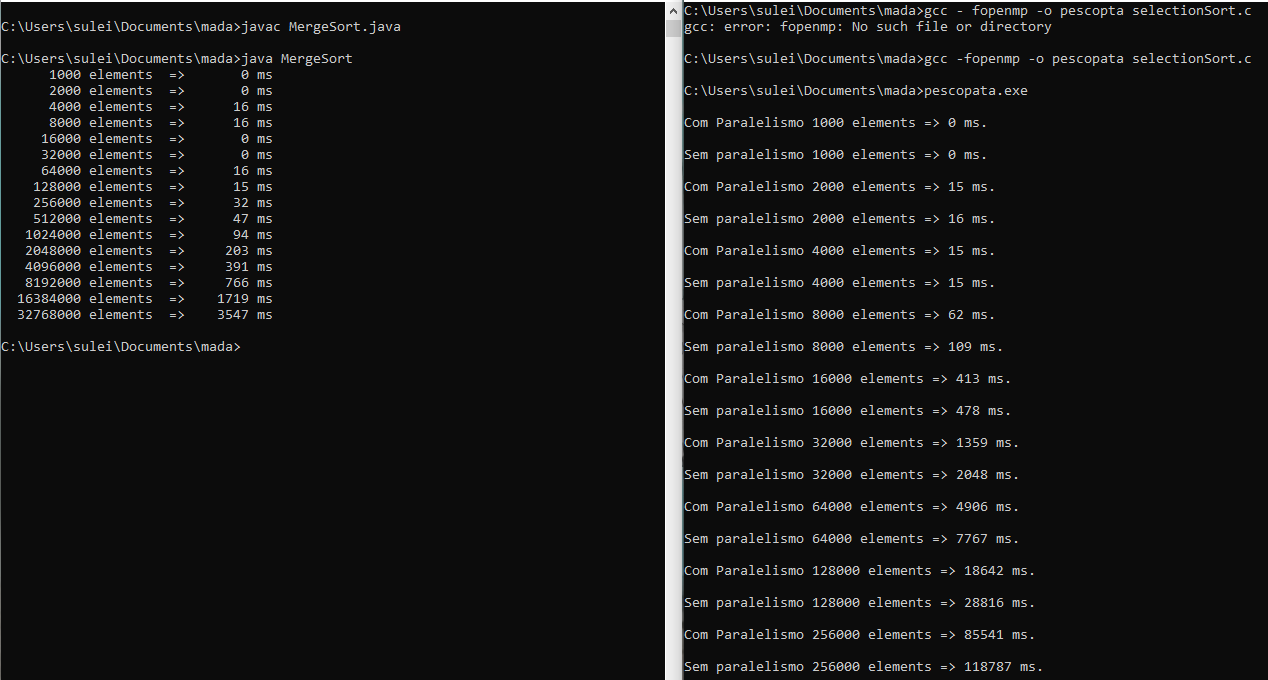 C:\Users\sulei\Documents\mada>javac MergeSort.java
C:\Users\sulei\Documents\mada>java MergeSort
1000 elements => 0 ms
2000 elements => 0 ms
4000 elements => 16 ms
8000 elements => 16 ms
16000 elements => 0 ms
32000 elements => 0 ms
64000 elements => 16 ms
128000 elements => 15 ms
256000 elements => 32 ms
512000 elements => 47 ms
1024000 elements => 94 ms
2048000 elements => 203 ms
4096000 elements => 391 ms
8192000 elements => 766 ms
16384000 elements => 1719 ms
32768000 elements => 3547 ms
C:\Users\sulei\Documents\mada>
C:\Users\sulei\Documents\mada>gcc - fopenmp -o pescopta selectionSort.c
gcc: error: fopenmp: No such file or directory
C:\Users\sulei\Documents\mada>gcc -fopenmp -o pescopata selectionSort.c
C:\Users\sulei\Documents\mada>pescopata.exe
Com Paralelismo 1000 elements => 0 ms.
Sem paralelismo 1000 elements => 0 ms.
Com Paralelismo 2000 elements => 15 ms.
Sem paralelismo 2000 elements => 16 ms.
Com Paralelismo 4000 elements => 15 ms.
Sem paralelismo 4000 elements => 15 ms.
Com Paralelismo 8000 elements => 62 ms.
Sem paralelismo 8000 elements => 109 ms.
Com Paralelismo 16000 elements => 413 ms.
Sem paralelismo 16000 elements => 478 ms.
Com Paralelismo 32000 elements => 1359 ms.
Sem paralelismo 32000 elements => 2048 ms.
Com Paralelismo 64000 elements => 4906 ms.
Sem paralelismo 64000 elements => 7767 ms.
Com Paralelismo 128000 elements => 18642 ms.
Sem paralelismo 128000 elements => 28816 ms.
Com Paralelismo 256000 elements => 85541 ms.
Sem paralelismo 256000 elements => 118787 ms.